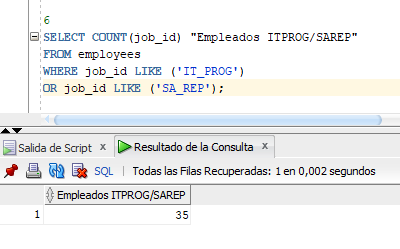 6
SELECT COUNT(job_id) "Empleados ITPROG/SAREP"
FROM employees
WHERE job_id LIKE ('IT_PROG')
OR job_id LIKE ('SA_REP');
Salida de Script x Resultado de la Consulta x
SQL | Todas las Filas Recuperadas: 1 en 0,002 segundos
Empleados ITPROG/SAREP
1 35